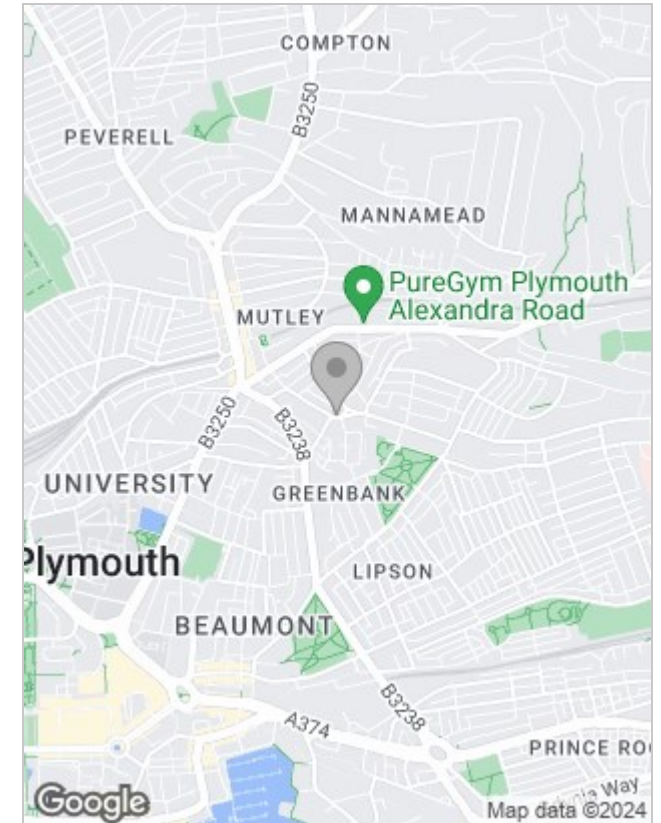 COMPTON
B3250
PEVERELL
MANNAMEAD
PureGym Plymouth
Alexandra Road
MUTLEY
B3250
B3238
UNIVERSITY
GREENBANK
Plymouth
LIPSON
BEAUMONT
B3238
A374
PRINCE RO
Way
Google
Map data ©2024